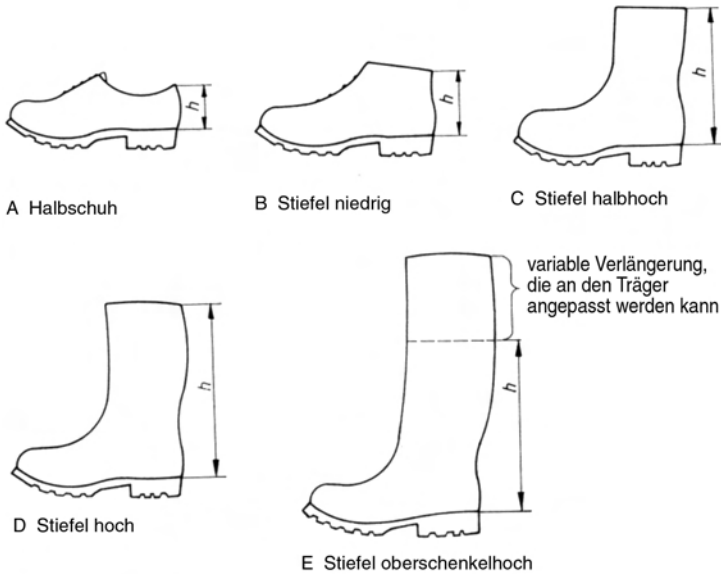 h
h
h
A Halbschuh
B Stiefel niedrig
C Stiefel halbhoch
variable Verlängerung,
die an den Träger
angepasst werden kann
h
h
D Stiefel hoch
E Stiefel oberschenkelhoch